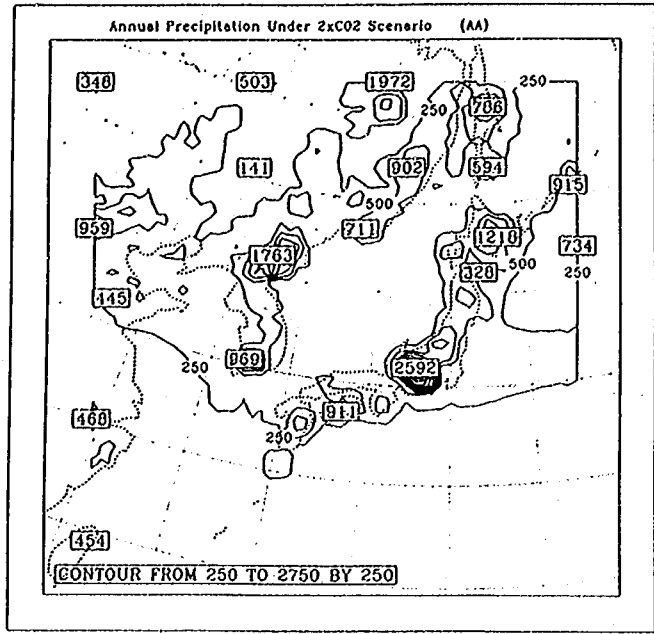 Annual Precipitation Under 2xCO2 Scenario (AA)
348 503 1972 250
250 786
141 902 594
915
500
959 711 1218
1763 734
328 500
445 250
250 869 2592
911
468 250
454
CONTOUR FROM 250 TO 2750 BY 250